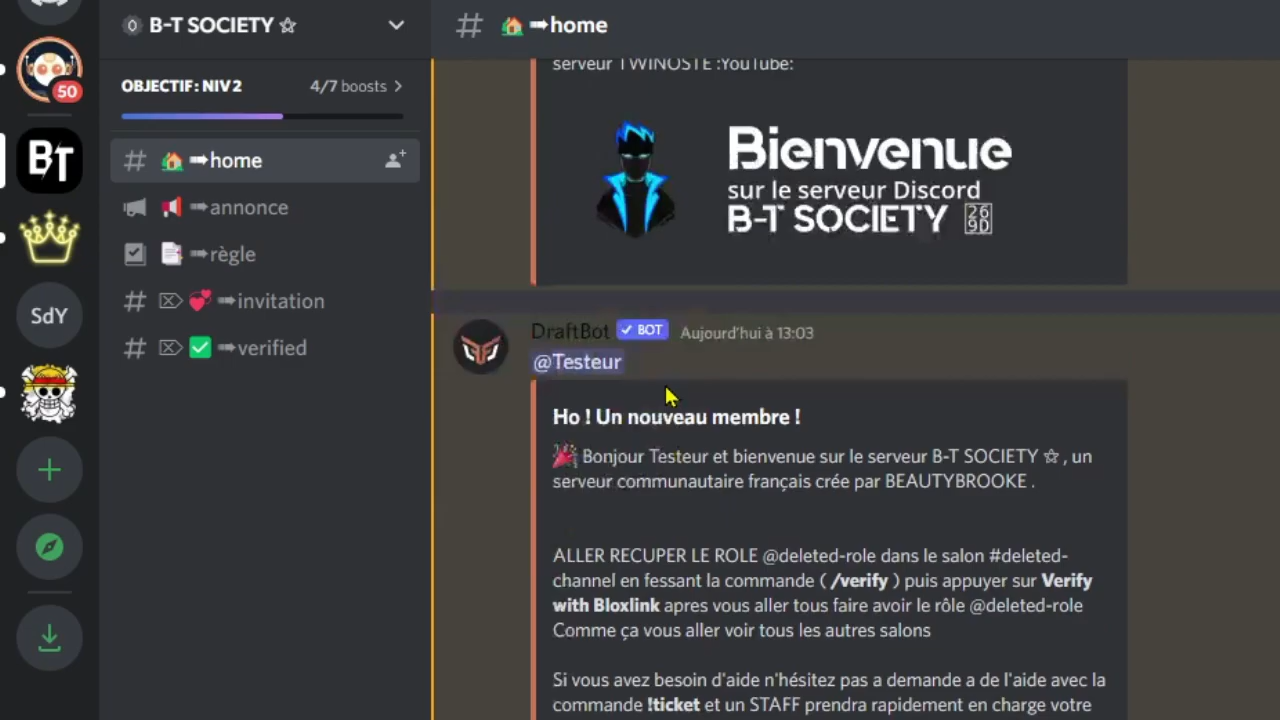 B-T SOCIETY ☆
home
OBJECTIF: NIV 2
4/7 boosts
50
BT
home
annonce
règle
invitation
verified
SdY
serveur TWINOSTE :YouTube:
Bienvenue
sur le serveur Discord
B-T SOCIETY
269D
DraftBot ✓ BOT Aujourd'hui à 13:03
@Testeur
Ho ! Un nouveau membre !
Bonjour Testeur et bienvenue sur le serveur B-T SOCIETY ☆ , un
serveur communautaire français crée par BEAUTYBROOKE .
ALLER RECUPER LE ROLE @deleted-role dans le salon #deleted-
channel en fessant la commande ( /verify ) puis appuyer sur Verify
with Bloxlink apres vous aller tous faire avoir le rôle @deleted-role
Comme ça vous aller voir tous les autres salons
Si vous avez besoin d'aide n'hésitez pas a demande a de l'aide avec la
commande !ticket et un STAFF prendra rapidement en charge votre